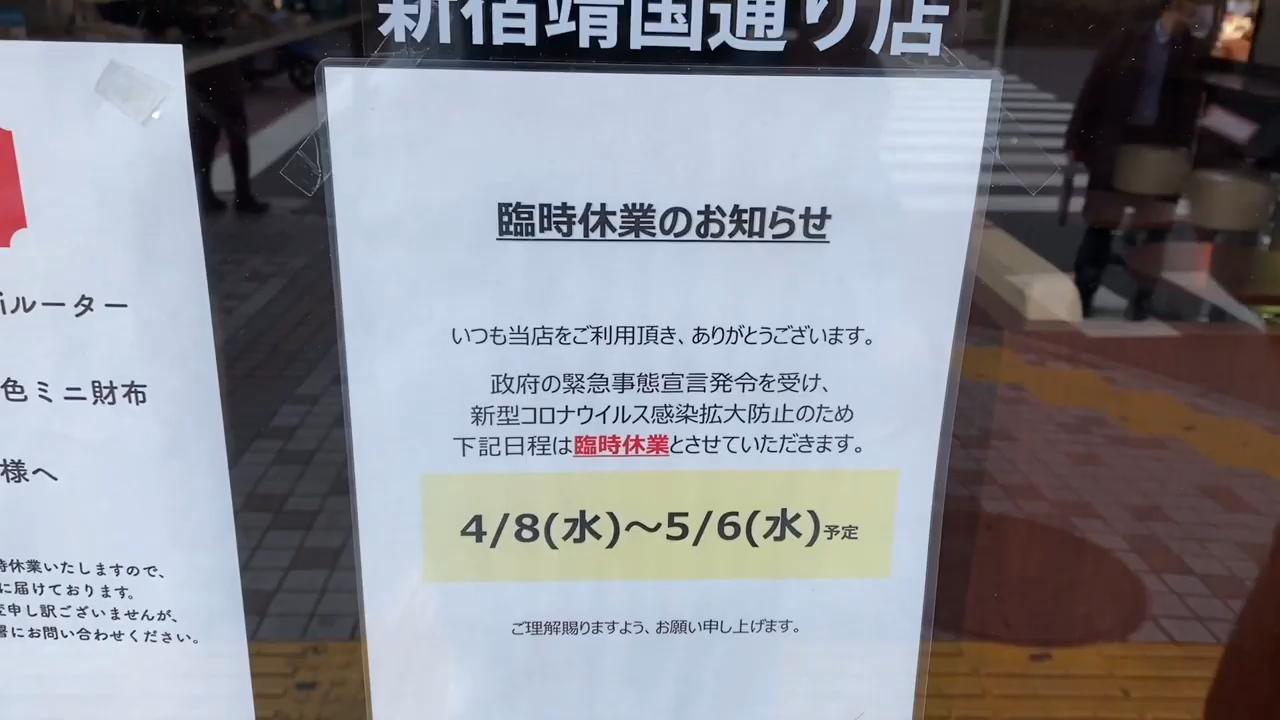 新宿靖国通り店
臨時休業のお知らせ
いつも当店をご利用頂き、ありがとうございます。
政府の緊急事態宣言発令を受け、
新型コロナウイルス感染拡大防止のため
下記日程は臨時休業とさせていただきます。
4/8(水)～5/6(水)予定
ご理解賜りますよう、お願い申し上げます。
iルーター
色ミニ財布
様へ
時休業いたしますので、
に届けております。
申し訳ございませんが、
署にお問い合わせください。